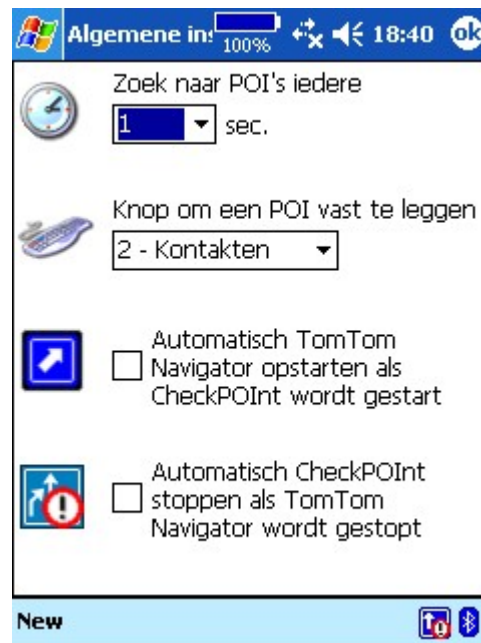 Algemene in:
100%
18:40
ok
Zoek naar POI's iedere
1 sec.
Knop om een POI vast te leggen
2 - Kontakten
Automatisch TomTom
Navigator opstarten als
CheckPOInt wordt gestart
Automatisch CheckPOInt
stoppen als TomTom
Navigator wordt gestopt
New